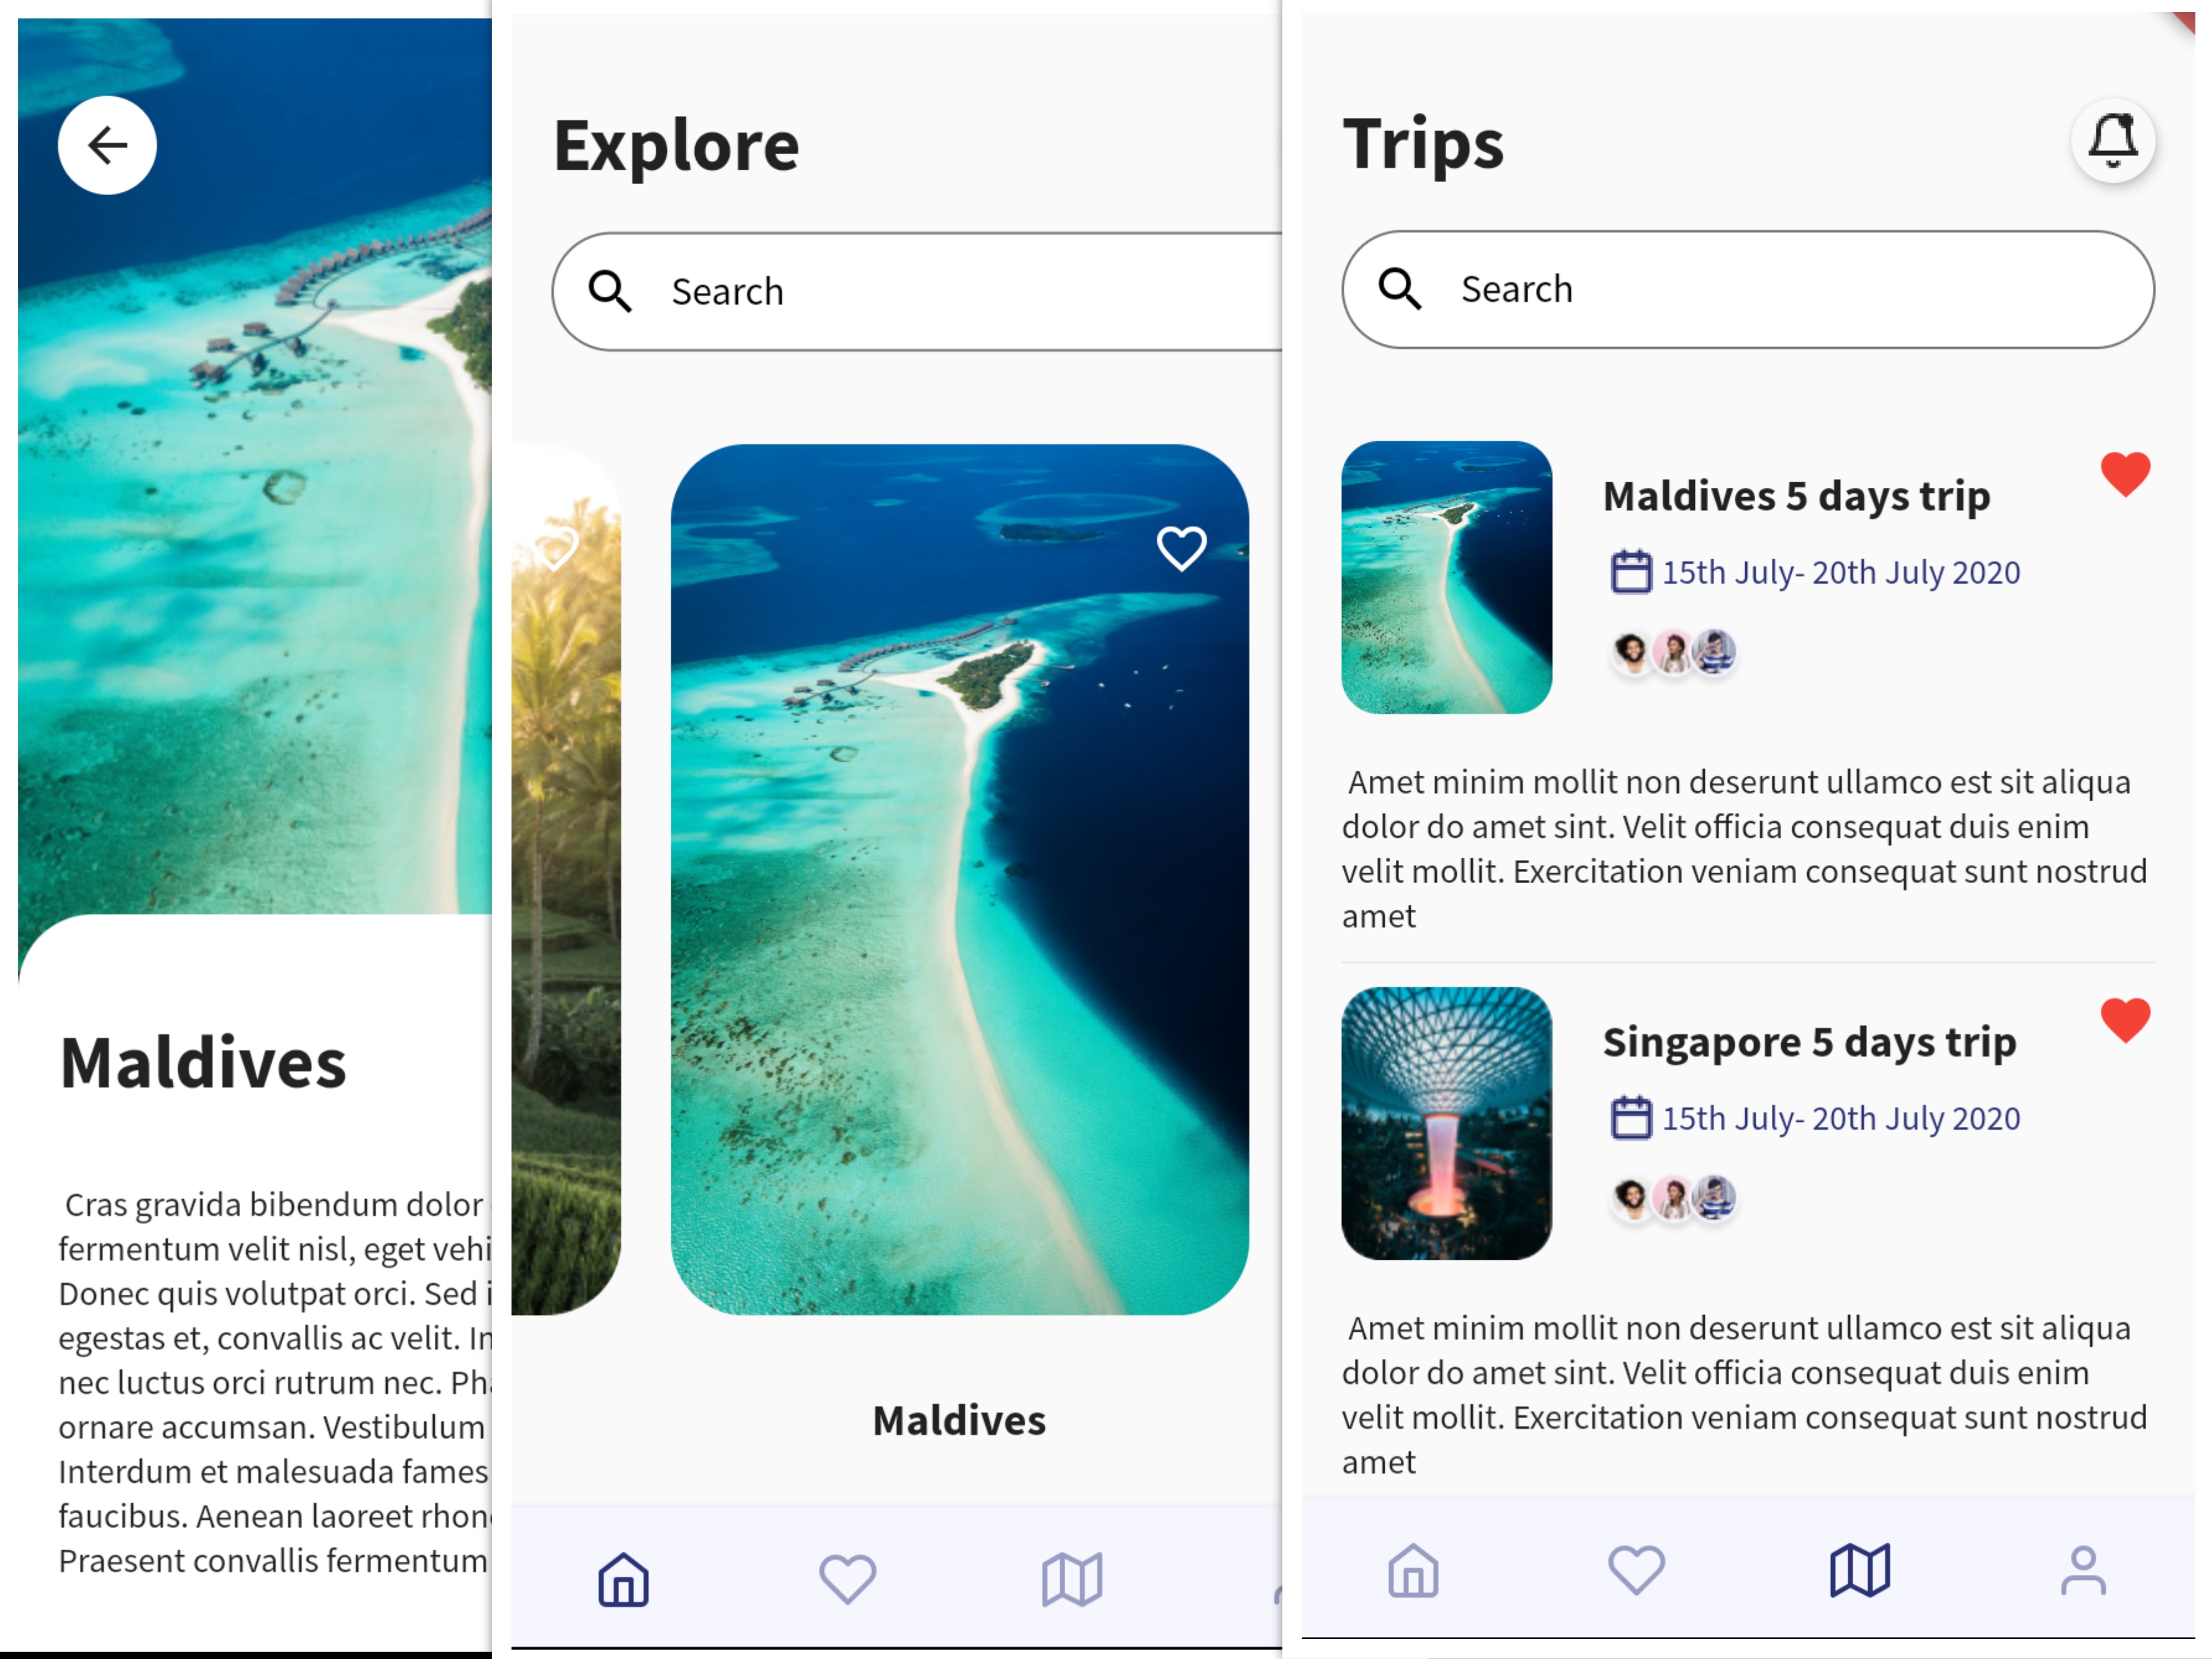 Maldives
Cras gravida bibendum dolor
fermentum velit nisl, eget vehi
Donec quis volutpat orci. Sed i
egestas et, convallis ac velit. In
nec luctus orci rutrum nec. Pha
ornare accumsan. Vestibulum
Interdum et malesuada fames
faucibus. Aenean laoreet rhon
Praesent convallis fermentum
Explore
Search
Maldives
Trips
Search
Maldives 5 days trip
15th July- 20th July 2020
Amet minim mollit non deserunt ullamco est sit aliqua
dolor do amet sint. Velit officia consequat duis enim
velit mollit. Exercitation veniam consequat sunt nostrud
amet
Singapore 5 days trip
15th July- 20th July 2020
Amet minim mollit non deserunt ullamco est sit aliqua
dolor do amet sint. Velit officia consequat duis enim
velit mollit. Exercitation veniam consequat sunt nostrud
amet